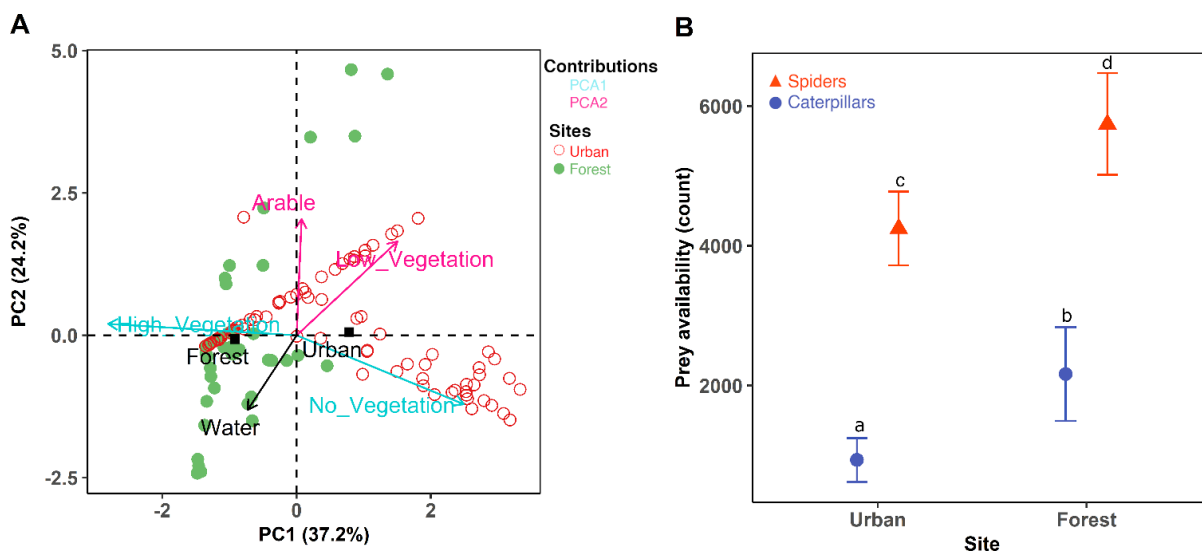 A
5.0
2.5
0.0
-2.5
PC2 (24.2%)
-2
0
2
PC1 (37.2%)
Arable
Low_Vegetation
High_Vegetation
Forest
Urban
No_Vegetation
Water
Contributions
PCA1
PCA2
Sites
Urban
Forest
B
Spiders
Caterpillars
6000
4000
2000
Prey availability (count)
a
c
b
d
Urban
Forest
Site